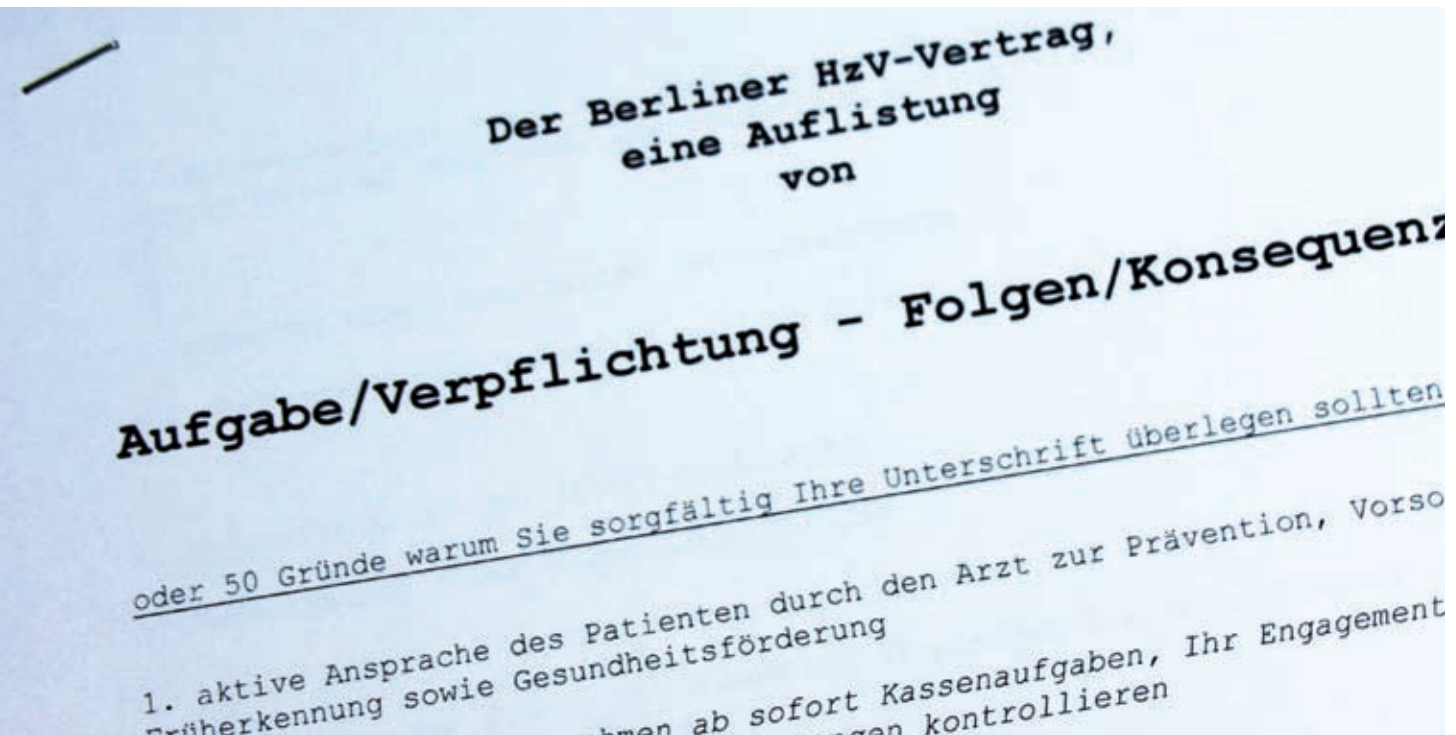 Der Berliner HzV-Vertrag,
eine Auflistung
von
Aufgabe/Verpflichtung - Folgen/Konsequenz
oder 50 Gründe warum Sie sorgfältig Ihre Unterschrift überlegen sollten
1. aktive Ansprache des Patienten durch den Arzt zur Prävention, Vorso
Früherkennung sowie Gesundheitsförderung
ab sofort Kassenaufgaben, Ihr Engagement
kontrollieren